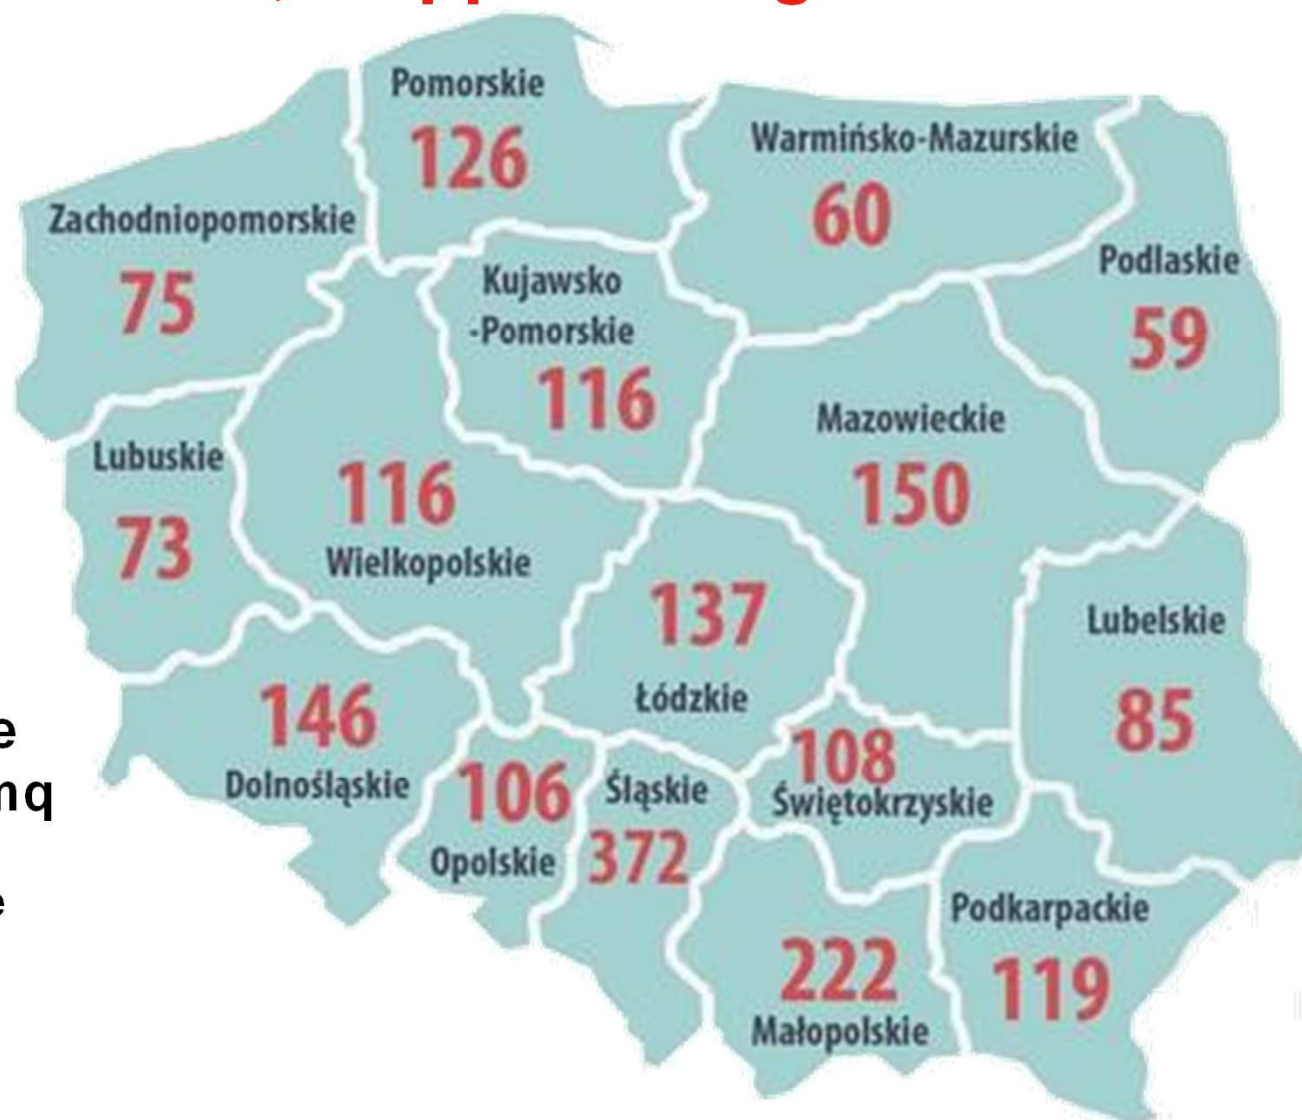 Pomorskie
126
Warmińsko-Mazurskie
60
Zachodniopomorskie
75
Kujawsko
-Pomorskie
116
Podlaskie
59
Mazowieckie
150
Lubuskie
73
116
Wielkopolskie
137
Łódzkie
Lubelskie
85
146
Dolnośląskie
106
Opolskie
Śląskie
372
108
Świętokrzyskie
Podkarpackie
119
222
Małopolskie